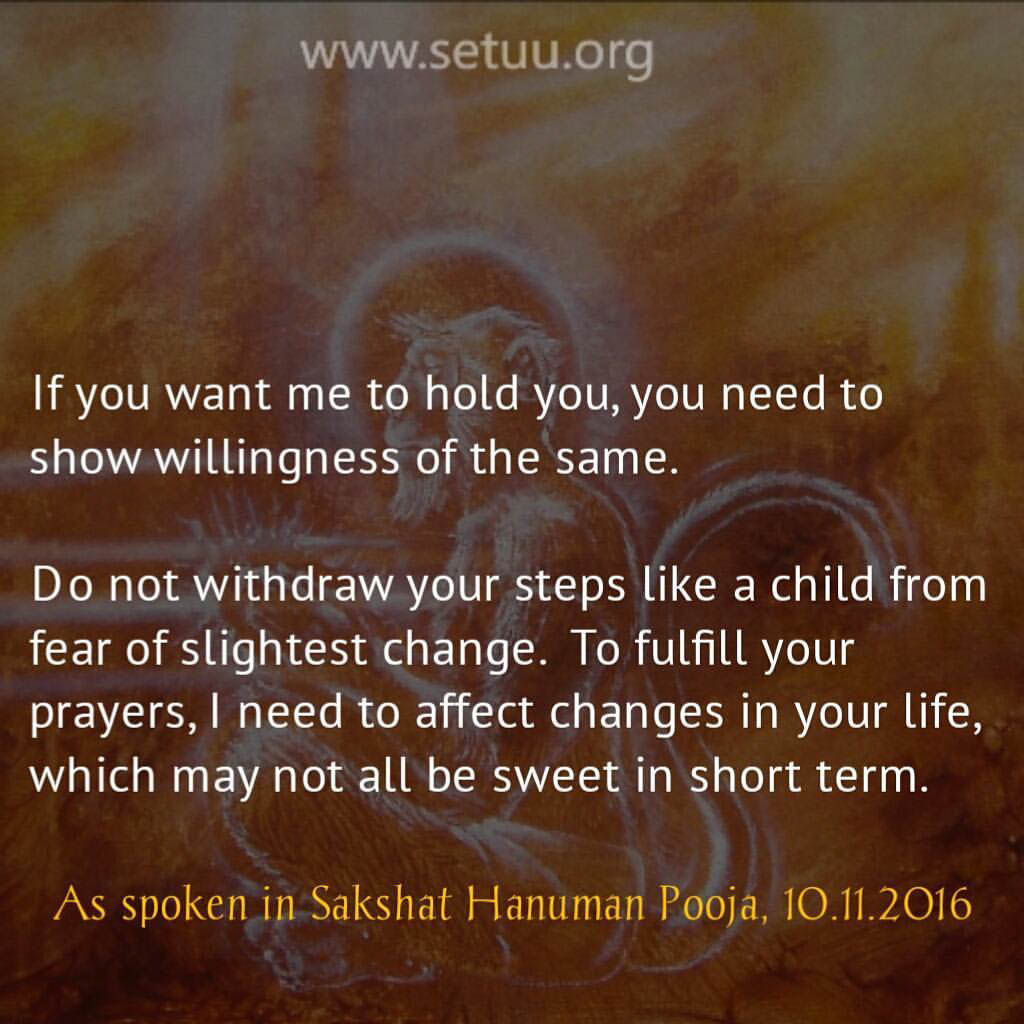 www.setuu.org
If you want me to hold you, you need to
show willingness of the same.
Do not withdraw your steps like a child from
fear of slightest change.  To fulfill your
prayers, I need to affect changes in your life,
which may not all be sweet in short term.
As spoken in Sakshat Hanuman Pooja, 10.11.2016